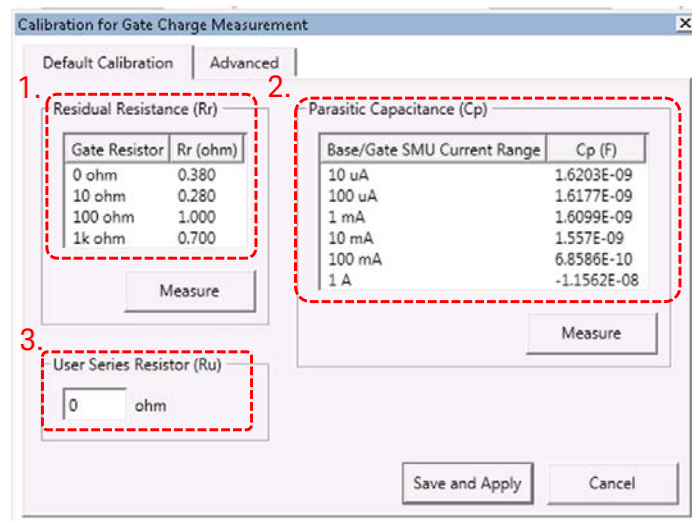 Calibration for Gate Charge Measurement
Default Calibration
Advanced
1.
Residual Resistance (Rr)
Gate Resistor Rr (ohm)
0 ohm 0.380
10 ohm 0.280
100 ohm 1.000
1k ohm 0.700
Measure
2.
Parasitic Capacitance (Cp)
Base/Gate SMU Current Range Cp (F)
10 uA 1.6203E-09
100 uA 1.6177E-09
1 mA 1.6099E-09
10 mA 1.557E-09
100 mA 6.8586E-10
1 A -1.1562E-08
Measure
3.
User Series Resistor (Ru)
0 ohm
Save and Apply
Cancel